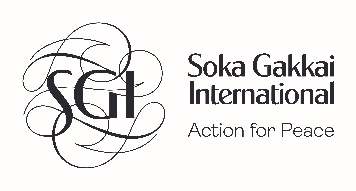 SGI
Soka Gakkai
International
Action for Peace